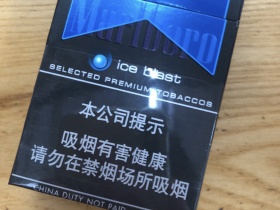 Marlboro
ice blast
SELECTED PREMIUM TOBACCOS
本公司提示
吸烟有害健康
请勿在禁烟场所吸烟
CHINA DUTY NOT PAID